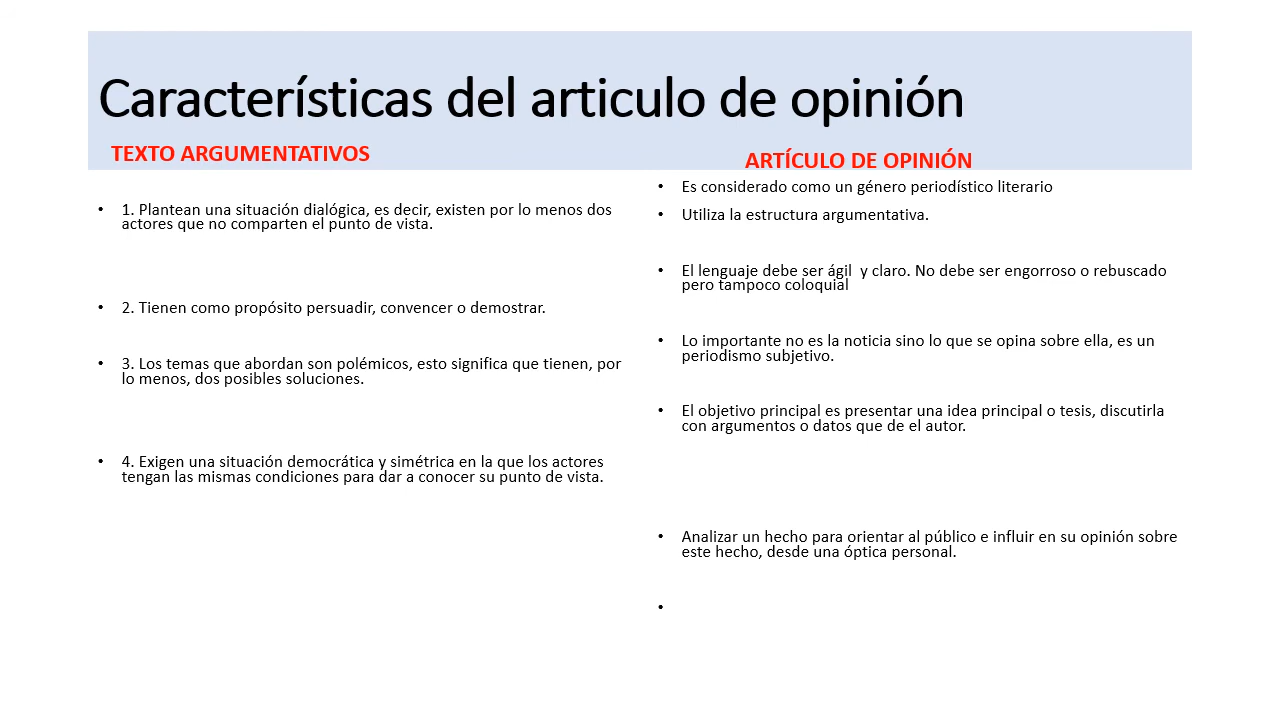 Características del articulo de opinión
TEXTO ARGUMENTATIVOS
• 1. Plantean una situación dialógica, es decir, existen por lo menos dos
actores que no comparten el punto de vista.
• 2. Tienen como propósito persuadir, convencer o demostrar.
• 3. Los temas que abordan son polémicos, esto significa que tienen, por
lo menos, dos posibles soluciones.
• 4. Exigen una situación democrática y simétrica en la que los actores
tengan las mismas condiciones para dar a conocer su punto de vista.
ARTÍCULO DE OPINIÓN
• Es considerado como un género periodístico literario
• Utiliza la estructura argumentativa.
• El lenguaje debe ser ágil  y claro. No debe ser engorroso o rebuscado
pero tampoco coloquial
• Lo importante no es la noticia sino lo que se opina sobre ella, es un
periodismo subjetivo.
• El objetivo principal es presentar una idea principal o tesis, discutirla
con argumentos o datos que de el autor.
• Analizar un hecho para orientar al público e influir en su opinión sobre
este hecho, desde una óptica personal.
•